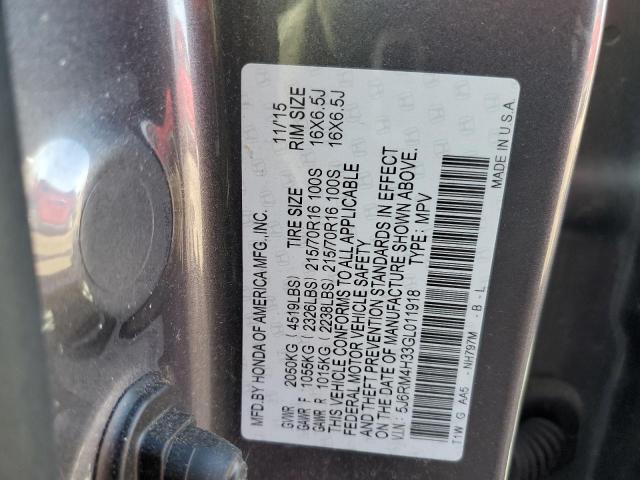 MFD.BY HONDA OF AMERICA MFG., INC. 11/15
GVWR 2050KG (4519LBS) TIRE SIZE RIM SIZE
GAWR F 1055KG (2326LBS) 215/70R16 100S 16X6.5J
GAWR R 1015KG (2238LBS) 215/70R16 100S 16X6.5J
THIS VEHICLE CONFORMS TO ALL APPLICABLE
FEDERAL MOTOR VEHICLE SAFETY
AND THEFT PREVENTION STANDARDS IN EFFECT
ON THE DATE OF MANUFACTURE SHOWN ABOVE.
V.I.N.: 5J6RM4H33GL011918 TYPE: MPV
T1W G AA5 - NH797M - B - L MADE IN U.S.A.